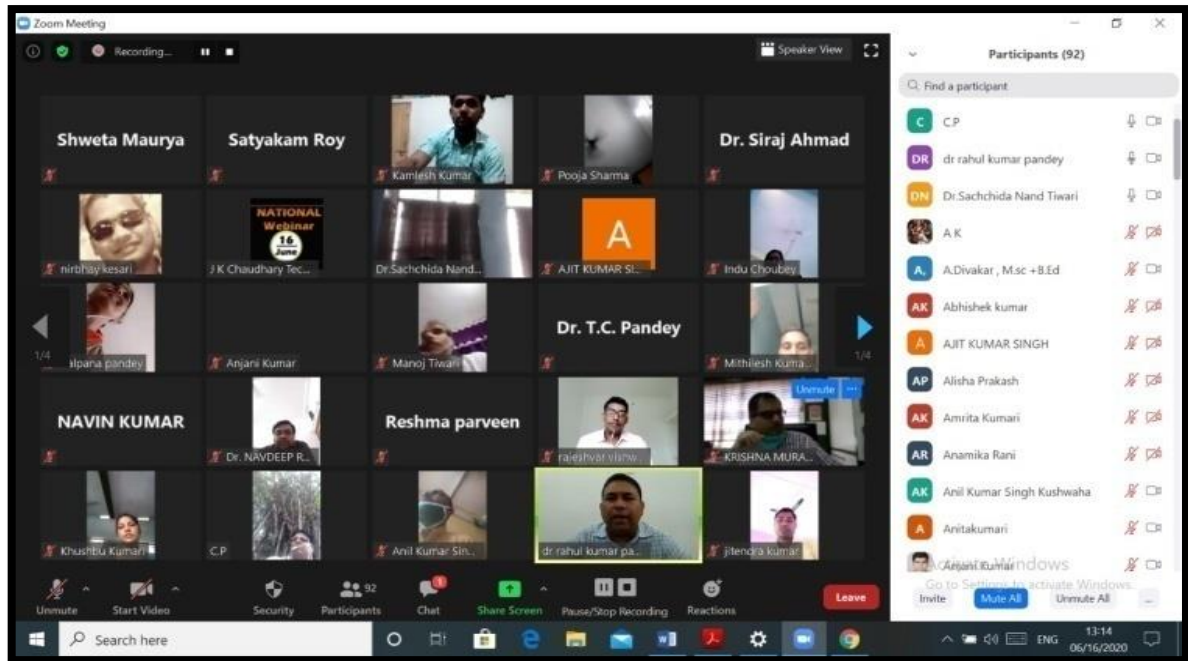 Zoom Meeting
Recording...
Speaker View
Shweta Maurya
Satyakam Roy
Kamlesh Kumar
Pooja Sharma
Dr. Siraj Ahmad
nirbhay kesari
NATIONAL
Webinar
16
June
J K Chaudhary Tec...
Dr.Sachchida Nand...
A
AJIT KUMAR SI...
Indu Choubey
1/4
alpana pandey
Anjani Kumar
Manoj Tiwari
Dr. T.C. Pandey
Mithilesh Kuma...
1/4
NAVIN KUMAR
Dr. NAVDEEP R...
Reshma parveen
rajeshvar vishw...
Unmute ...
KRISHNA MURA...
Khushbu Kumari
C.P
Anil Kumar Sin...
dr rahul kumar pa...
jitendra kumar
Unmute
Start Video
Security
92
Participants
1
Chat
Share Screen
Pause/Stop Recording
Reactions
Leave
Participants (92)
Find a participant
C C.P
DR dr rahul kumar pandey
DN Dr.Sachchida Nand Tiwari
A K
A. A.Divakar , M.sc +B.Ed
AK Abhishek kumar
A AJIT KUMAR SINGH
AP Alisha Prakash
AK Amrita Kumari
AR Anamika Rani
AK Anil Kumar Singh Kushwaha
A Anitakumari
Anjani Kumar
Activate Windows
Go to Settings to activate Windows.
Invite
Mute All
Unmute All
...
Search here
ENG
13:14
06/16/2020